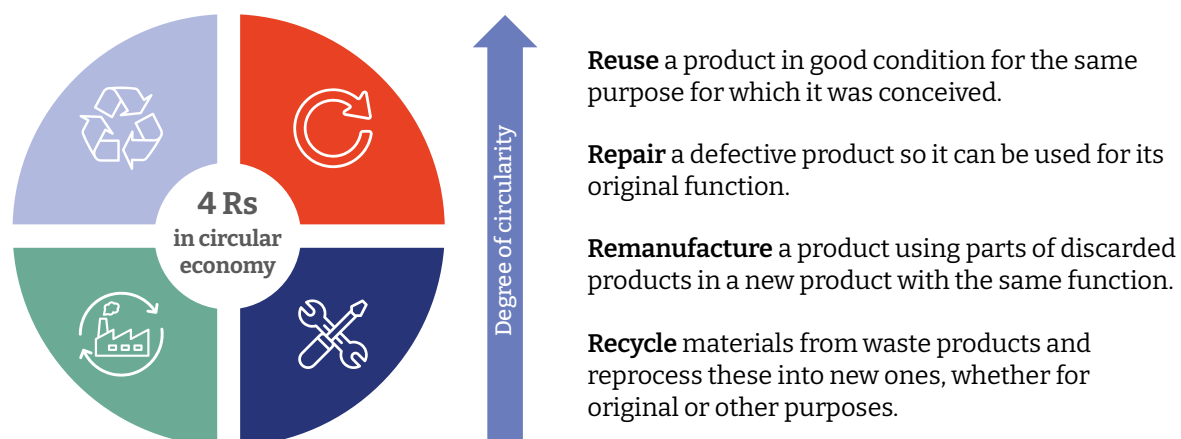 4 Rs
in circular
economy
Degree of circularity
Reuse a product in good condition for the same
purpose for which it was conceived.
Repair a defective product so it can be used for its
original function.
Remanufacture a product using parts of discarded
products in a new product with the same function.
Recycle materials from waste products and
reprocess these into new ones, whether for
original or other purposes.